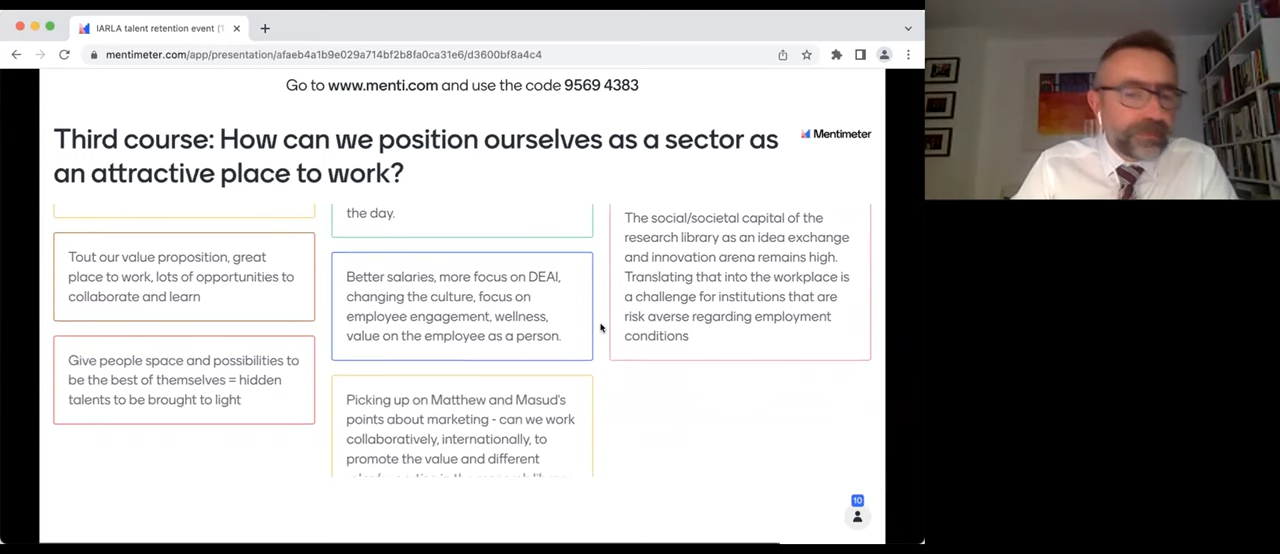 IARLA talent retention event (
mentimeter.com/app/presentation/afaeb4a1b9e029a714bf2b8fa0ca31e6/d3600bf8a4c4
Go to www.menti.com and use the code 9569 4383
Third course: How can we position ourselves as a sector as
an attractive place to work?
Mentimeter
Tout our value proposition, great
place to work, lots of opportunities to
collaborate and learn
Give people space and possibilities to
be the best of themselves = hidden
talents to be brought to light
the day.
Better salaries, more focus on DEAI,
changing the culture, focus on
employee engagement, wellness,
value on the employee as a person.
Picking up on Matthew and Masud's
points about marketing - can we work
collaboratively, internationally, to
promote the value and different
The social/societal capital of the
research library as an idea exchange
and innovation arena remains high.
Translating that into the workplace is
a challenge for institutions that are
risk averse regarding employment
conditions
10